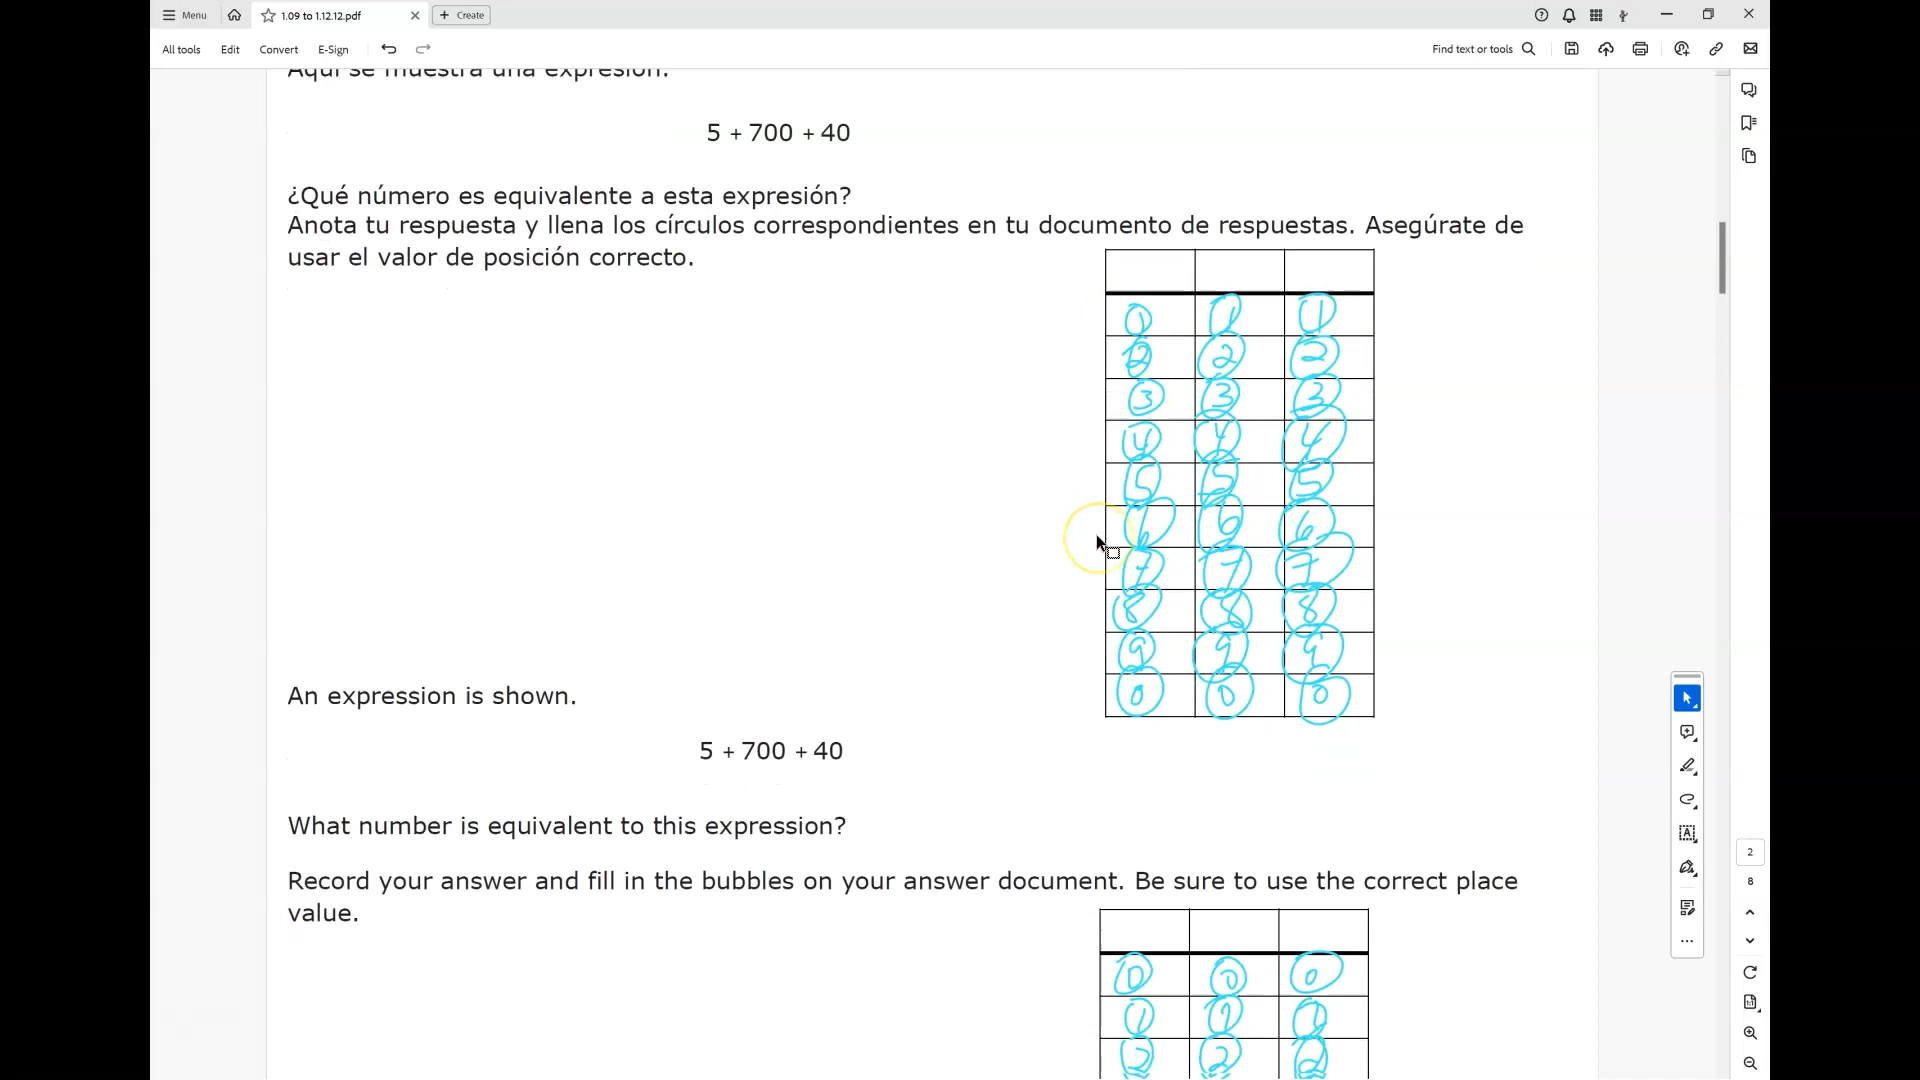 Menu
1.09 to 1.12.12.pdf
Create
All tools
Edit
Convert
E-Sign
Find text or tools
Aquí se muestra una expresión.
5 + 700 + 40
¿Qué número es equivalente a esta expresión?
Anota tu respuesta y llena los círculos correspondientes en tu documento de respuestas. Asegúrate de
usar el valor de posición correcto.
1 1 1
2 2 2
3 3 3
4 4 4
5 5 5
6 6 6
7 7 7
8 8 8
9 9 9
0 0 0
An expression is shown.
5 + 700 + 40
What number is equivalent to this expression?
Record your answer and fill in the bubbles on your answer document. Be sure to use the correct place
value.
0 0 0
1 1 1
2 2 2
2
8